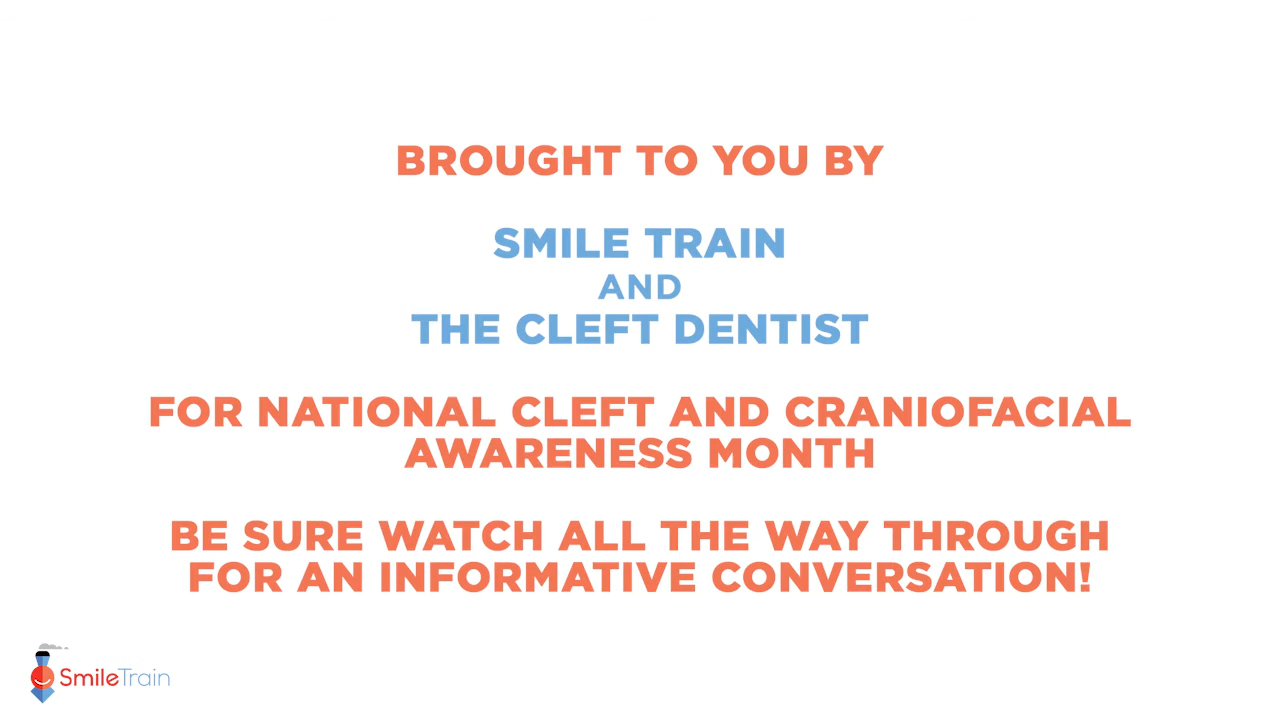 BROUGHT TO YOU BY
SMILE TRAIN
AND
THE CLEFT DENTIST
FOR NATIONAL CLEFT AND CRANIOFACIAL
AWARENESS MONTH
BE SURE WATCH ALL THE WAY THROUGH
FOR AN INFORMATIVE CONVERSATION!
SmileTrain